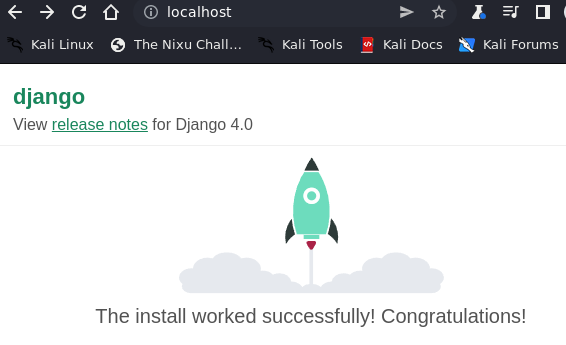 localhost
Kali Linux The Nixu Chall... Kali Tools Kali Docs Kali Forums
django
View release notes for Django 4.0
The install worked successfully! Congratulations!